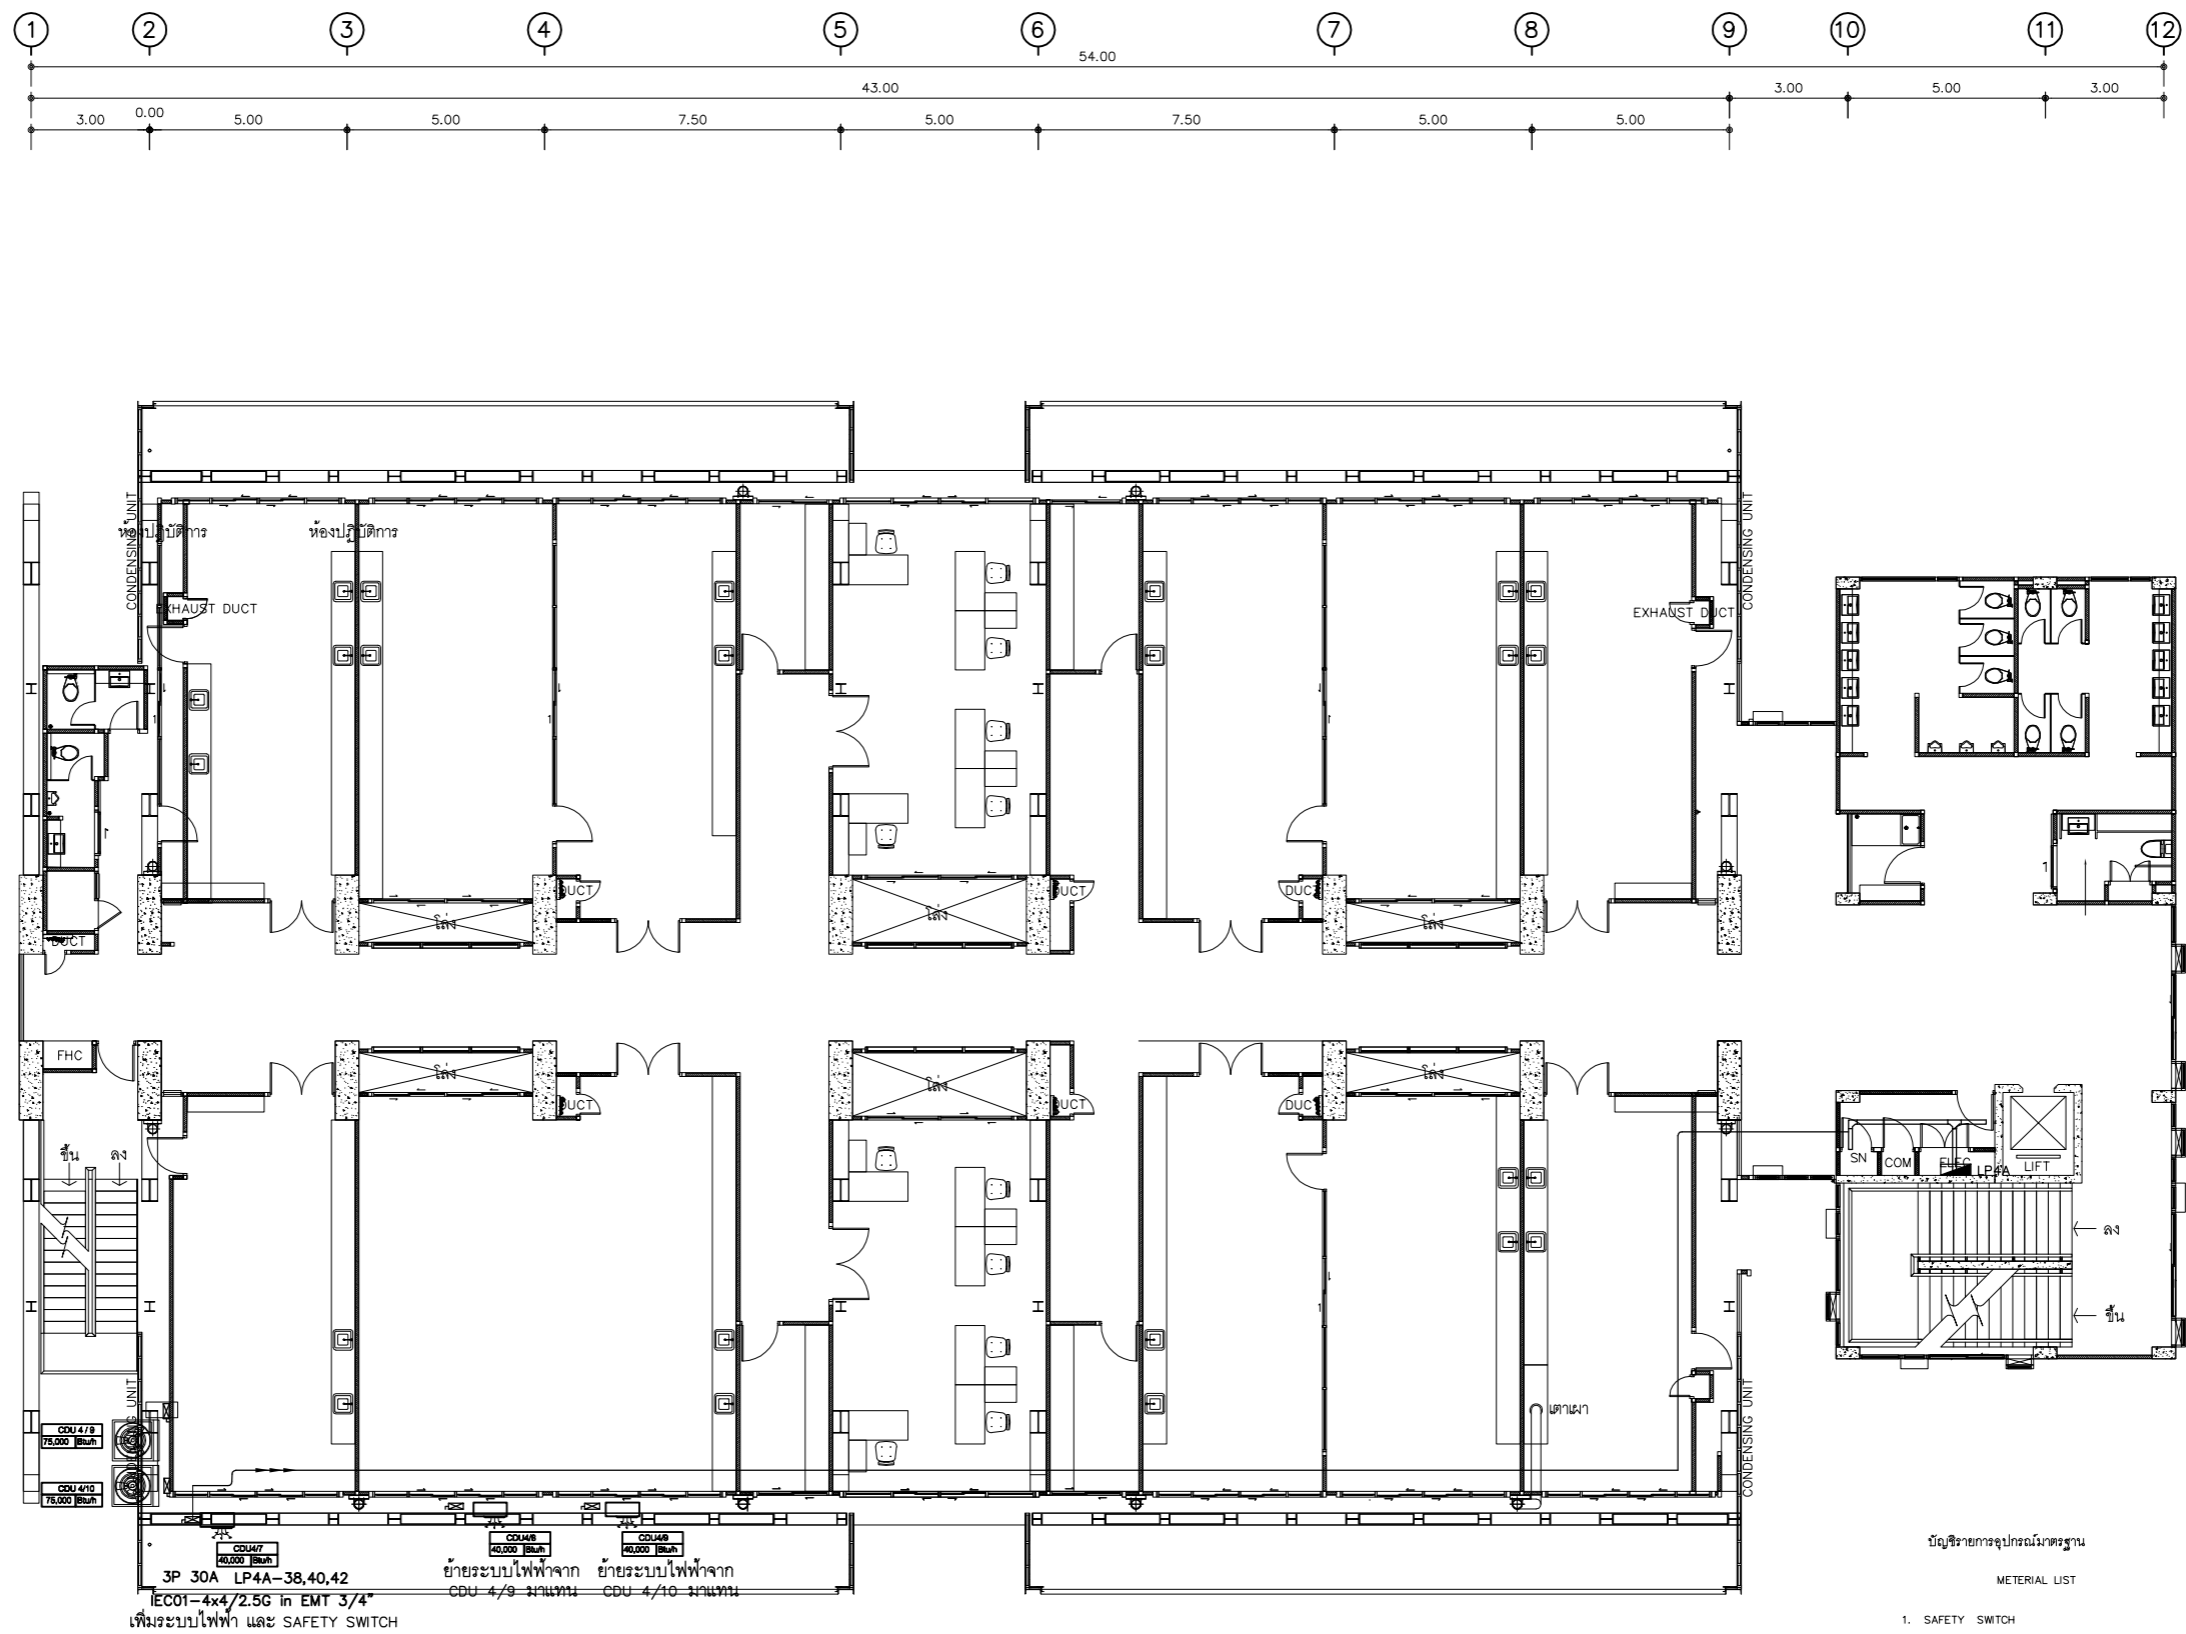 1 2 3 4 5 6 7 8 9 10 11 12
54.00
43.00 3.00 5.00 3.00
3.00 0.00 5.00 5.00 7.50 5.00 7.50 5.00 5.00
CONDENSING UNIT
CONDENSING UNIT
ห้องปฏิบัติการ ห้องปฏิบัติการ
EXHAUST DUCT
EXHAUST DUCT
DUCT DUCT DUCT
โล่ง โล่ง โล่ง
DUCT
FHC
โล่ง โล่ง โล่ง
DUCT DUCT DUCT
ขึ้น ลง
SN COM ELEC LP4A LIFT
ลง
ขึ้น
CONDENSING UNIT
CONDENSING UNIT
เตาเผา
CDU 4/9
75,000 Btu/h
CDU 4/10
75,000 Btu/h
CDU4/7
40,000 Btu/h
CDU4/8
40,000 Btu/h
CDU4/9
40,000 Btu/h
ย้ายระบบไฟฟ้าจาก
CDU 4/9 มาแทน
ย้ายระบบไฟฟ้าจาก
CDU 4/10 มาแทน
3P 30A LP4A-38,40,42
IEC01-4x4/2.5G in EMT 3/4"
เพิ่มระบบไฟฟ้า และ SAFETY SWITCH
บัญชีรายการอุปกรณ์มาตรฐาน
METERIAL LIST
1. SAFETY SWITCH